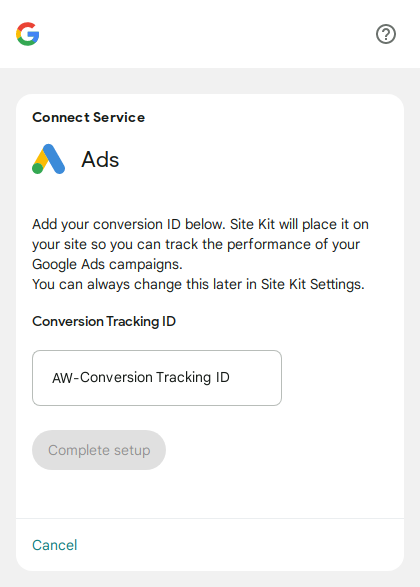 Connect Service
Ads
Add your conversion ID below. Site Kit will place it on
your site so you can track the performance of your
Google Ads campaigns.
You can always change this later in Site Kit Settings.
Conversion Tracking ID
AW-Conversion Tracking ID
Complete setup
Cancel